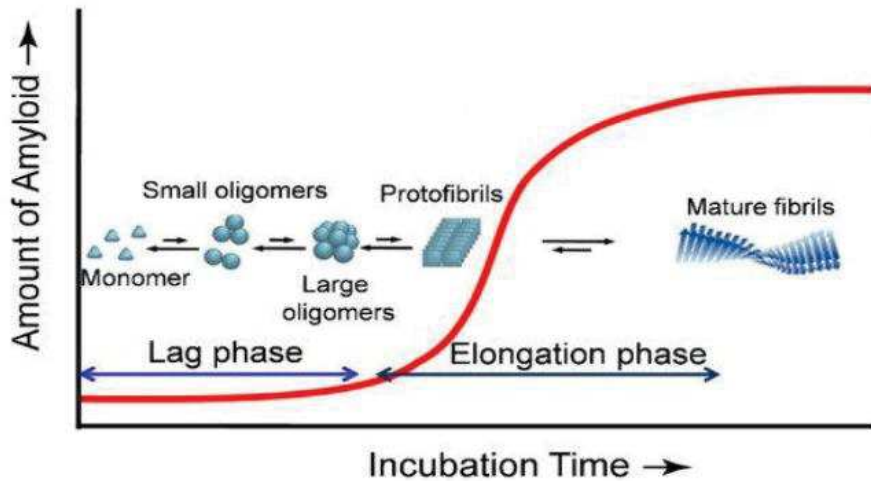 Amount of Amyloid →
Small oligomers
Protofibrils
Mature fibrils
Monomer
Large
oligomers
Lag phase
Elongation phase
Incubation Time →